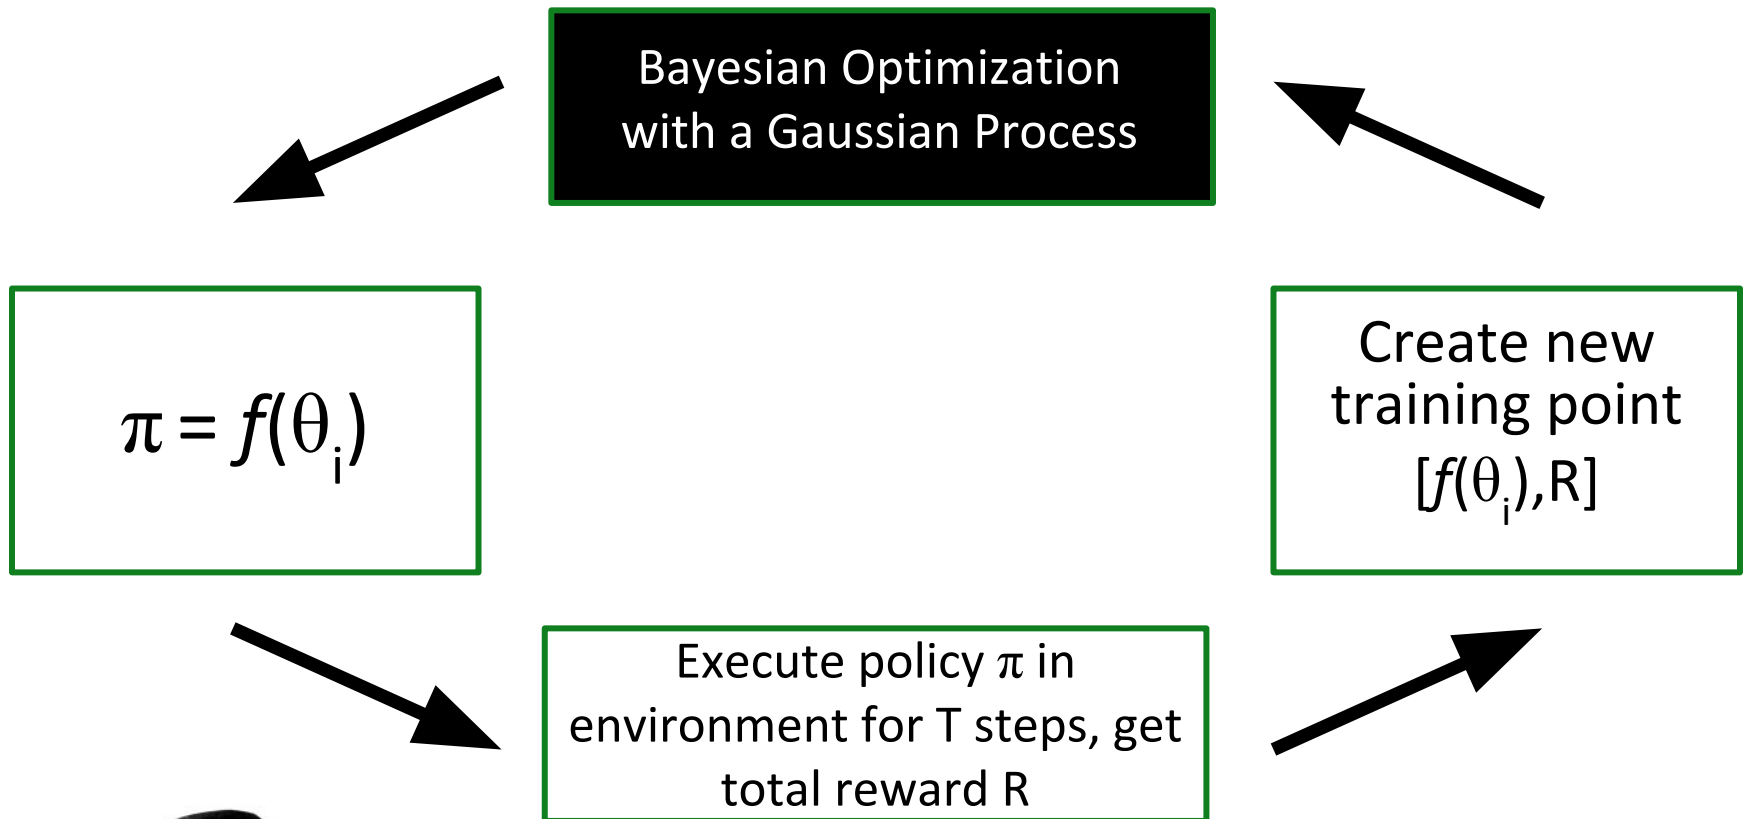 Bayesian Optimization
with a Gaussian Process
π = f(θi)
Create new
training point
[f(θi),R]
Execute policy π in
environment for T steps, get
total reward R